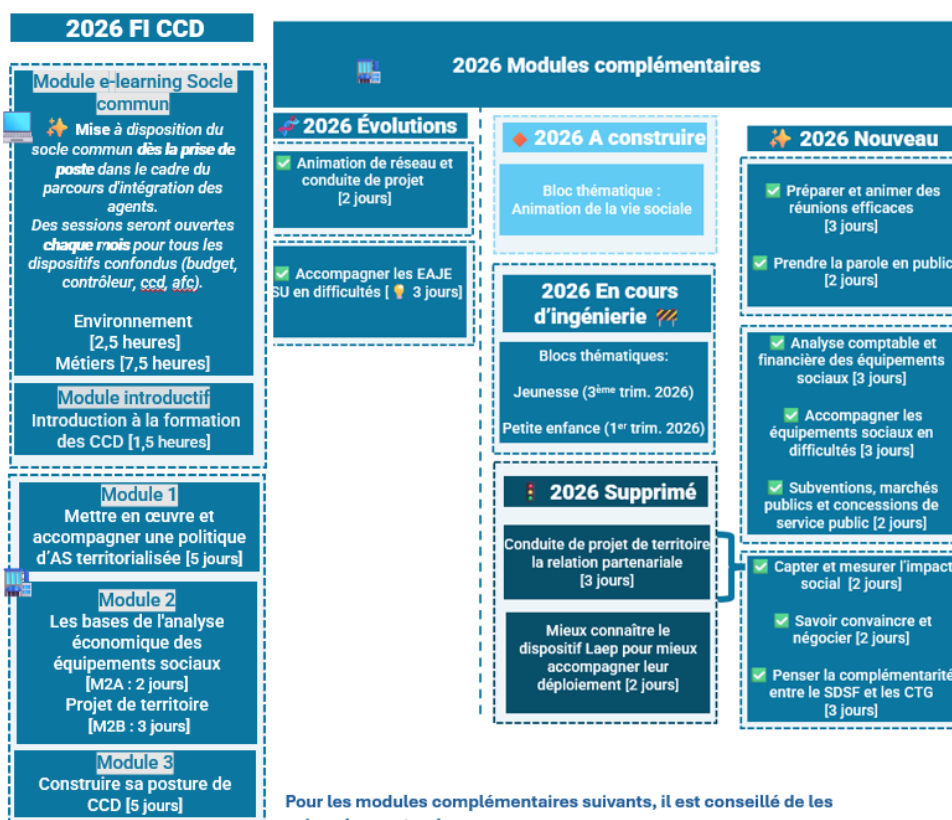 2026 FI CCD
Module e-learning Socle
commun
✨ Mise à disposition du
socle commun dès la prise de
poste dans le cadre du
parcours d'intégration des
agents.
Des sessions seront ouvertes
chaque mois pour tous les
dispositifs confondus (budget,
contrôleur, ccd, afc).
Environnement
[2,5 heures]
Métiers [7,5 heures]
Module introductif
Introduction à la formation
des CCD [1,5 heures]
Module 1
Mettre en œuvre et
accompagner une politique
d'AS territorialisée [5 jours]
Module 2
Les bases de l'analyse
économique des
équipements sociaux
[M2A : 2 jours]
Projet de territoire
[M2B : 3 jours]
Module 3
Construire sa posture de
CCD [5 jours]
2026 Modules complémentaires
2026 Évolutions
✅ Animation de réseau et
conduite de projet
[2 jours]
✅ Accompagner les EAJE
SU en difficultés [💡 3 jours]
2026 A construire
Bloc thématique :
Animation de la vie sociale
2026 En cours
d'ingénierie 🚧
Blocs thématiques:
Jeunesse (3ème trim. 2026)
Petite enfance (1er trim. 2026)
🚦 2026 Supprimé
Conduite de projet de territoire
la relation partenariale
[3 jours]
Mieux connaître le
dispositif Laep pour mieux
accompagner leur
déploiement [2 jours]
✨ 2026 Nouveau
✅ Préparer et animer des
réunions efficaces
[3 jours]
✅ Prendre la parole en public
[2 jours]
✅ Analyse comptable et
financière des équipements
sociaux [3 jours]
✅ Accompagner les
équipements sociaux en
difficultés [3 jours]
✅ Subventions, marchés
publics et concessions de
service public [2 jours]
✅ Capter et mesurer l'impact
social [2 jours]
✅ Savoir convaincre et
négocier [2 jours]
✅ Penser la complémentarité
entre le SDSF et les CTG
[3 jours]
Pour les modules complémentaires suivants, il est conseillé de les